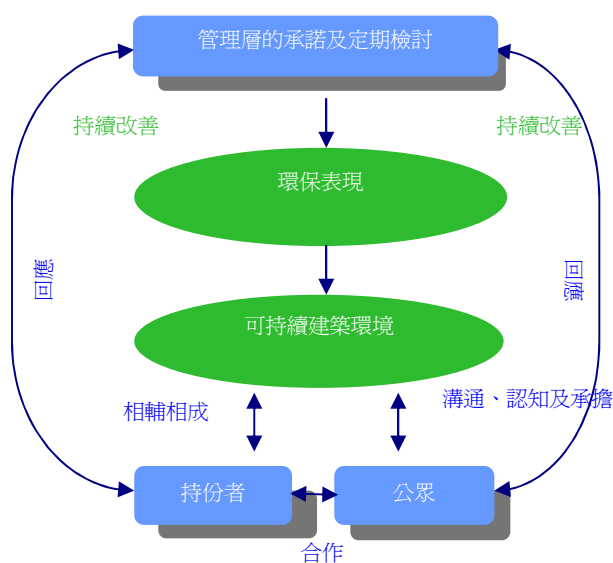 管理層的承諾及定期檢討
持續改善
持續改善
環保表現
回應
回應
可持續建築環境
相輔相成
溝通、認知及承擔
持份者
公眾
合作